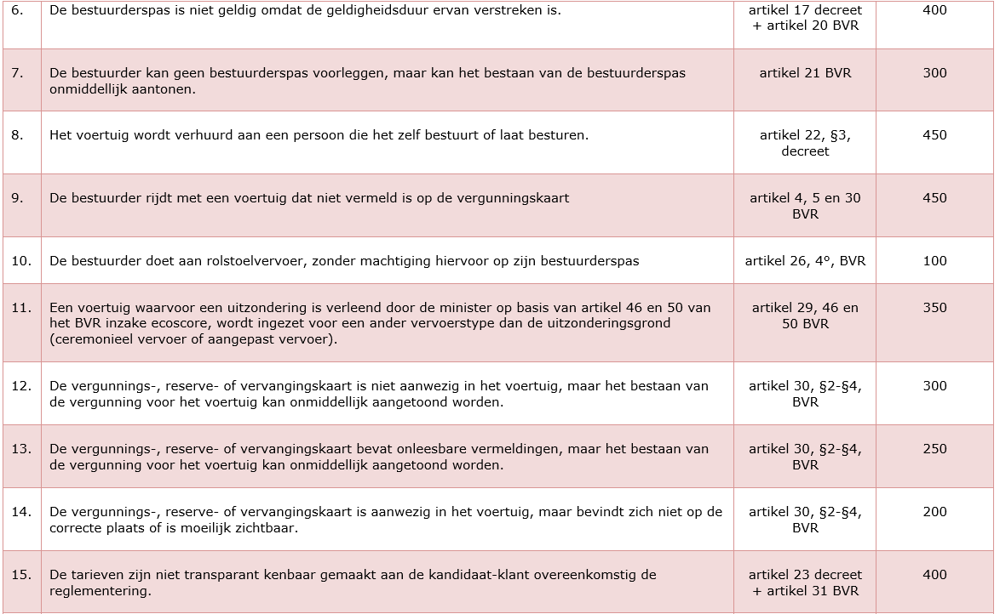 6. De bestuurderspas is niet geldig omdat de geldigheidsduur ervan verstreken is. artikel 17 decreet 400
+ artikel 20 BVR
7. De bestuurder kan geen bestuurderspas voorleggen, maar kan het bestaan van de bestuurderspas artikel 21 BVR 300
onmiddellijk aantonen.
8. Het voertuig wordt verhuurd aan een persoon die het zelf bestuurt of laat besturen. artikel 22, §3, 450
decreet
9. De bestuurder rijdt met een voertuig dat niet vermeld is op de vergunningskaart artikel 4, 5 en 30 450
BVR
10. De bestuurder doet aan rolstoelvervoer, zonder machtiging hiervoor op zijn bestuurderspas artikel 26, 4°, BVR 100
11. Een voertuig waarvoor een uitzondering is verleend door de minister op basis van artikel 46 en 50 van artikel 29, 46 en 350
het BVR inzake ecoscore, wordt ingezet voor een ander vervoerstype dan de uitzonderingsgrond 50 BVR
(ceremonieel vervoer of aangepast vervoer).
12. De vergunnings-, reserve- of vervangingskaart is niet aanwezig in het voertuig, maar het bestaan van artikel 30, §2-§4, 300
de vergunning voor het voertuig kan onmiddellijk aangetoond worden. BVR
13. De vergunnings-, reserve- of vervangingskaart bevat onleesbare vermeldingen, maar het bestaan van artikel 30, §2-§4, 250
de vergunning voor het voertuig kan onmiddellijk aangetoond worden. BVR
14. De vergunnings-, reserve- of vervangingskaart is aanwezig in het voertuig, maar bevindt zich niet op de artikel 30, §2-§4, 200
correcte plaats of is moeilijk zichtbaar. BVR
15. De tarieven zijn niet transparant kenbaar gemaakt aan de kandidaat-klant overeenkomstig de artikel 23 decreet 400
reglementering. + artikel 31 BVR